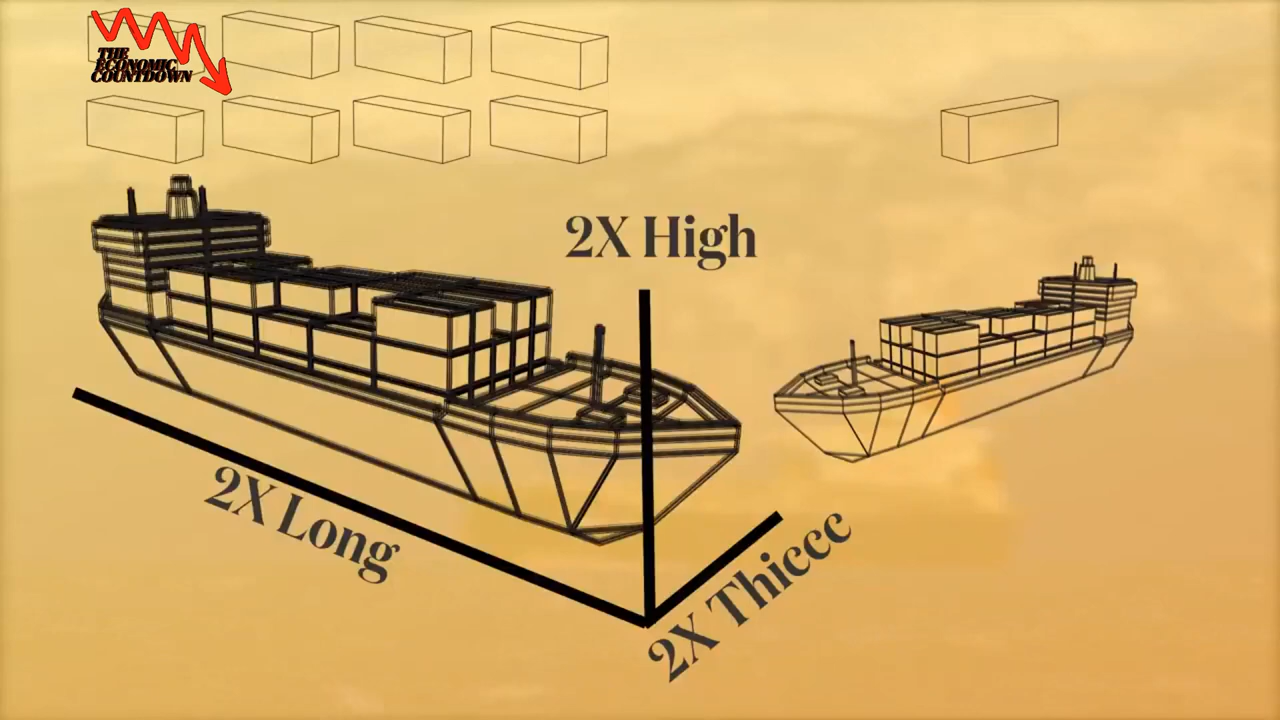 THE
ECONOMIC
COUNTDOWN
2X High
2X Long
2X Thiccc